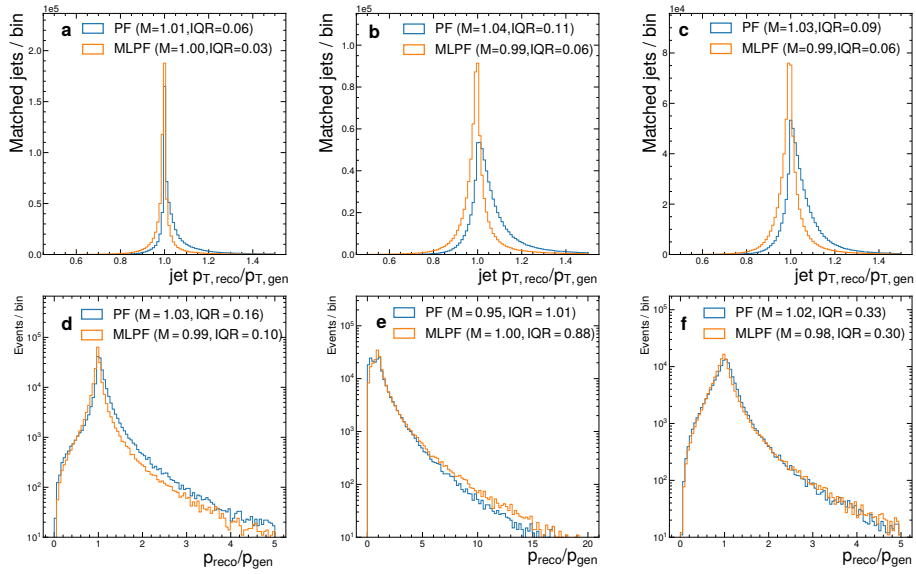 1e5
a
PF (M=1.01,IQR=0.06)
MLPF (M=1.00,IQR=0.03)
Matched jets / bin
2.0
1.5
1.0
0.5
0.0
0.6 0.8 1.0 1.2 1.4
jet pT, reco/pT, gen
1e5
b
PF (M=1.04,IQR=0.11)
MLPF (M=0.99,IQR=0.06)
Matched jets / bin
1.0
0.8
0.6
0.4
0.2
0.0
0.6 0.8 1.0 1.2 1.4
jet pT, reco/pT, gen
1e4
c
PF (M=1.03,IQR=0.09)
MLPF (M=0.99,IQR=0.06)
Matched jets / bin
8
6
4
2
0
0.6 0.8 1.0 1.2 1.4
jet pT, reco/pT, gen
d
PF (M=1.03, IQR=0.16)
MLPF (M=0.99, IQR=0.10)
Events / bin
10^5
10^4
10^3
10^2
10^1
0 1 2 3 4 5
preco/pgen
e
PF (M=0.95, IQR=1.01)
MLPF (M=1.00, IQR=0.88)
Events / bin
10^5
10^4
10^3
10^2
10^1
0 5 10 15 20
preco/pgen
f
PF (M=1.02, IQR=0.33)
MLPF (M=0.98, IQR=0.30)
Events / bin
10^5
10^4
10^3
10^2
10^1
0 1 2 3 4 5
preco/pgen